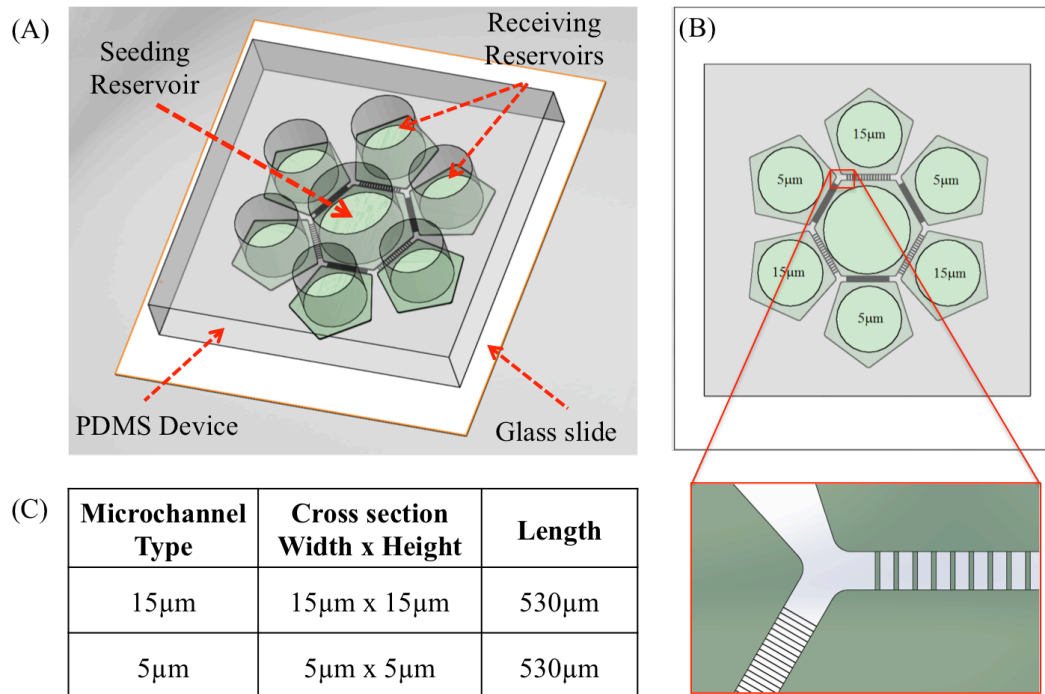 (A)
Seeding
Reservoir
Receiving
Reservoirs
PDMS Device
Glass slide
(B)
15μm
5μm
5μm
15μm
15μm
5μm
(C)
Microchannel Type
Cross section Width x Height
Length
15μm
15μm x 15μm
530μm
5μm
5μm x 5μm
530μm